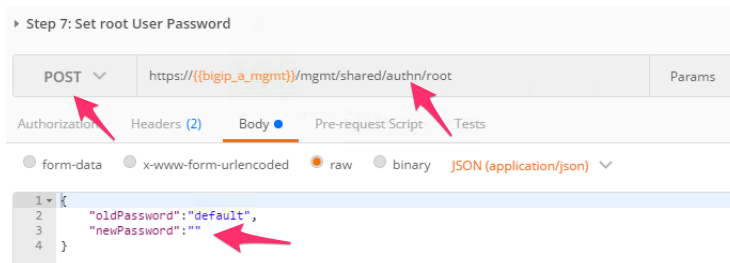 Step 7: Set root User Password
POST https://{{bigip_a_mgmt}}/mgmt/shared/authn/root Params
Authorization Headers (2) Body Pre-request Script Tests
form-data x-www-form-urlencoded raw binary JSON (application/json)
1 {
2 "oldPassword":"default",
3 "newPassword":""
4 }